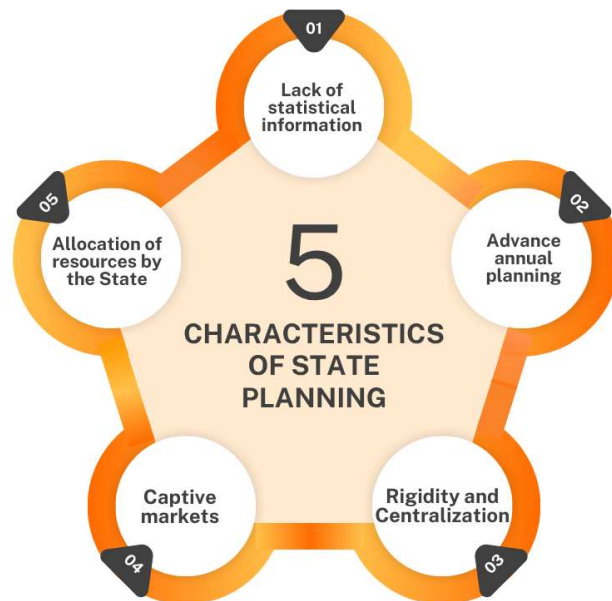 01
Lack of
statistical
information
02
Advance
annual
planning
03
Rigidity and
Centralization
04
Captive
markets
05
Allocation of
resources by
the State
5
CHARACTERISTICS
OF STATE
PLANNING